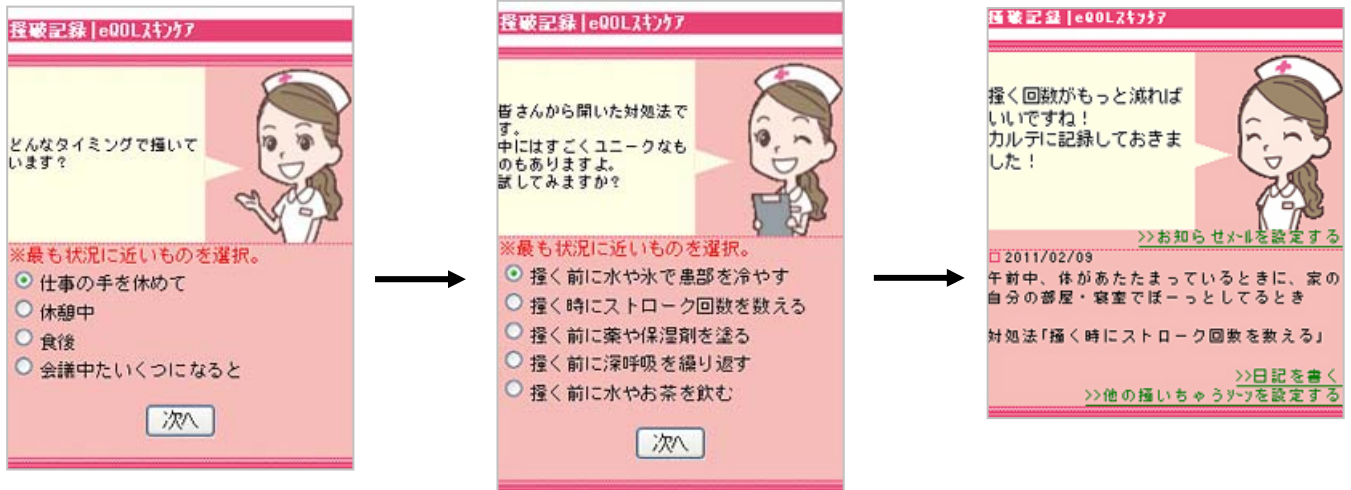 掻破記録|eQOLスキンケア
どんなタイミングで掻いて
います？
※最も状況に近いものを選択。
仕事の手を休めて
休憩中
食後
会議中たいくつになると
次へ
掻破記録|eQOLスキンケア
皆さんから聞いた対処法で
す。
中にはすごくユニークなも
のもありますよ。
試してみますか？
※最も状況に近いものを選択。
掻く前に水や氷で患部を冷やす
掻く時にストローク回数を数える
掻く前に薬や保湿剤を塗る
掻く前に深呼吸を繰り返す
掻く前に水やお茶を飲む
次へ
掻破記録|eQOLスキンケア
掻く回数がもっと減れば
いいですね！
カルテに記録しておきま
した！
>>お知らせメールを設定する
2011/02/09
午前中、体があたたまっているときに、家の
自分の部屋・寝室でぼーっとしてるとき
対処法「掻く時にストローク回数を数える」
>>日記を書く
>>他の掻いちゃうシーンを設定する